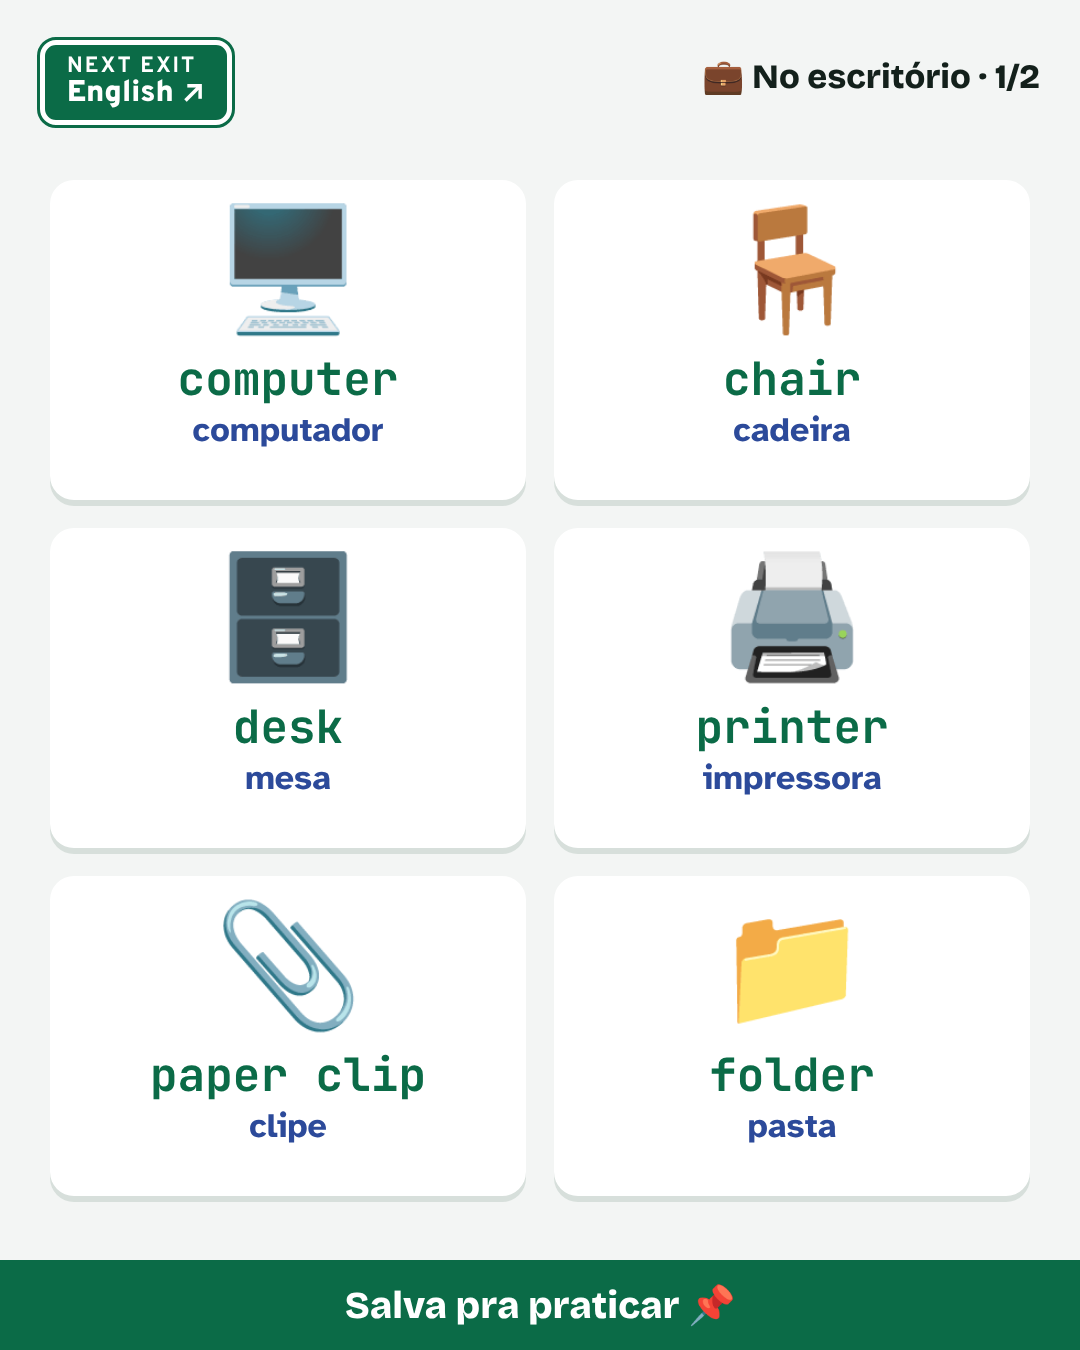 NEXT EXIT
English ↗
No escritório · 1/2
computer
computador
chair
cadeira
desk
mesa
printer
impressora
paper clip
clipe
folder
pasta
Salva pra praticar